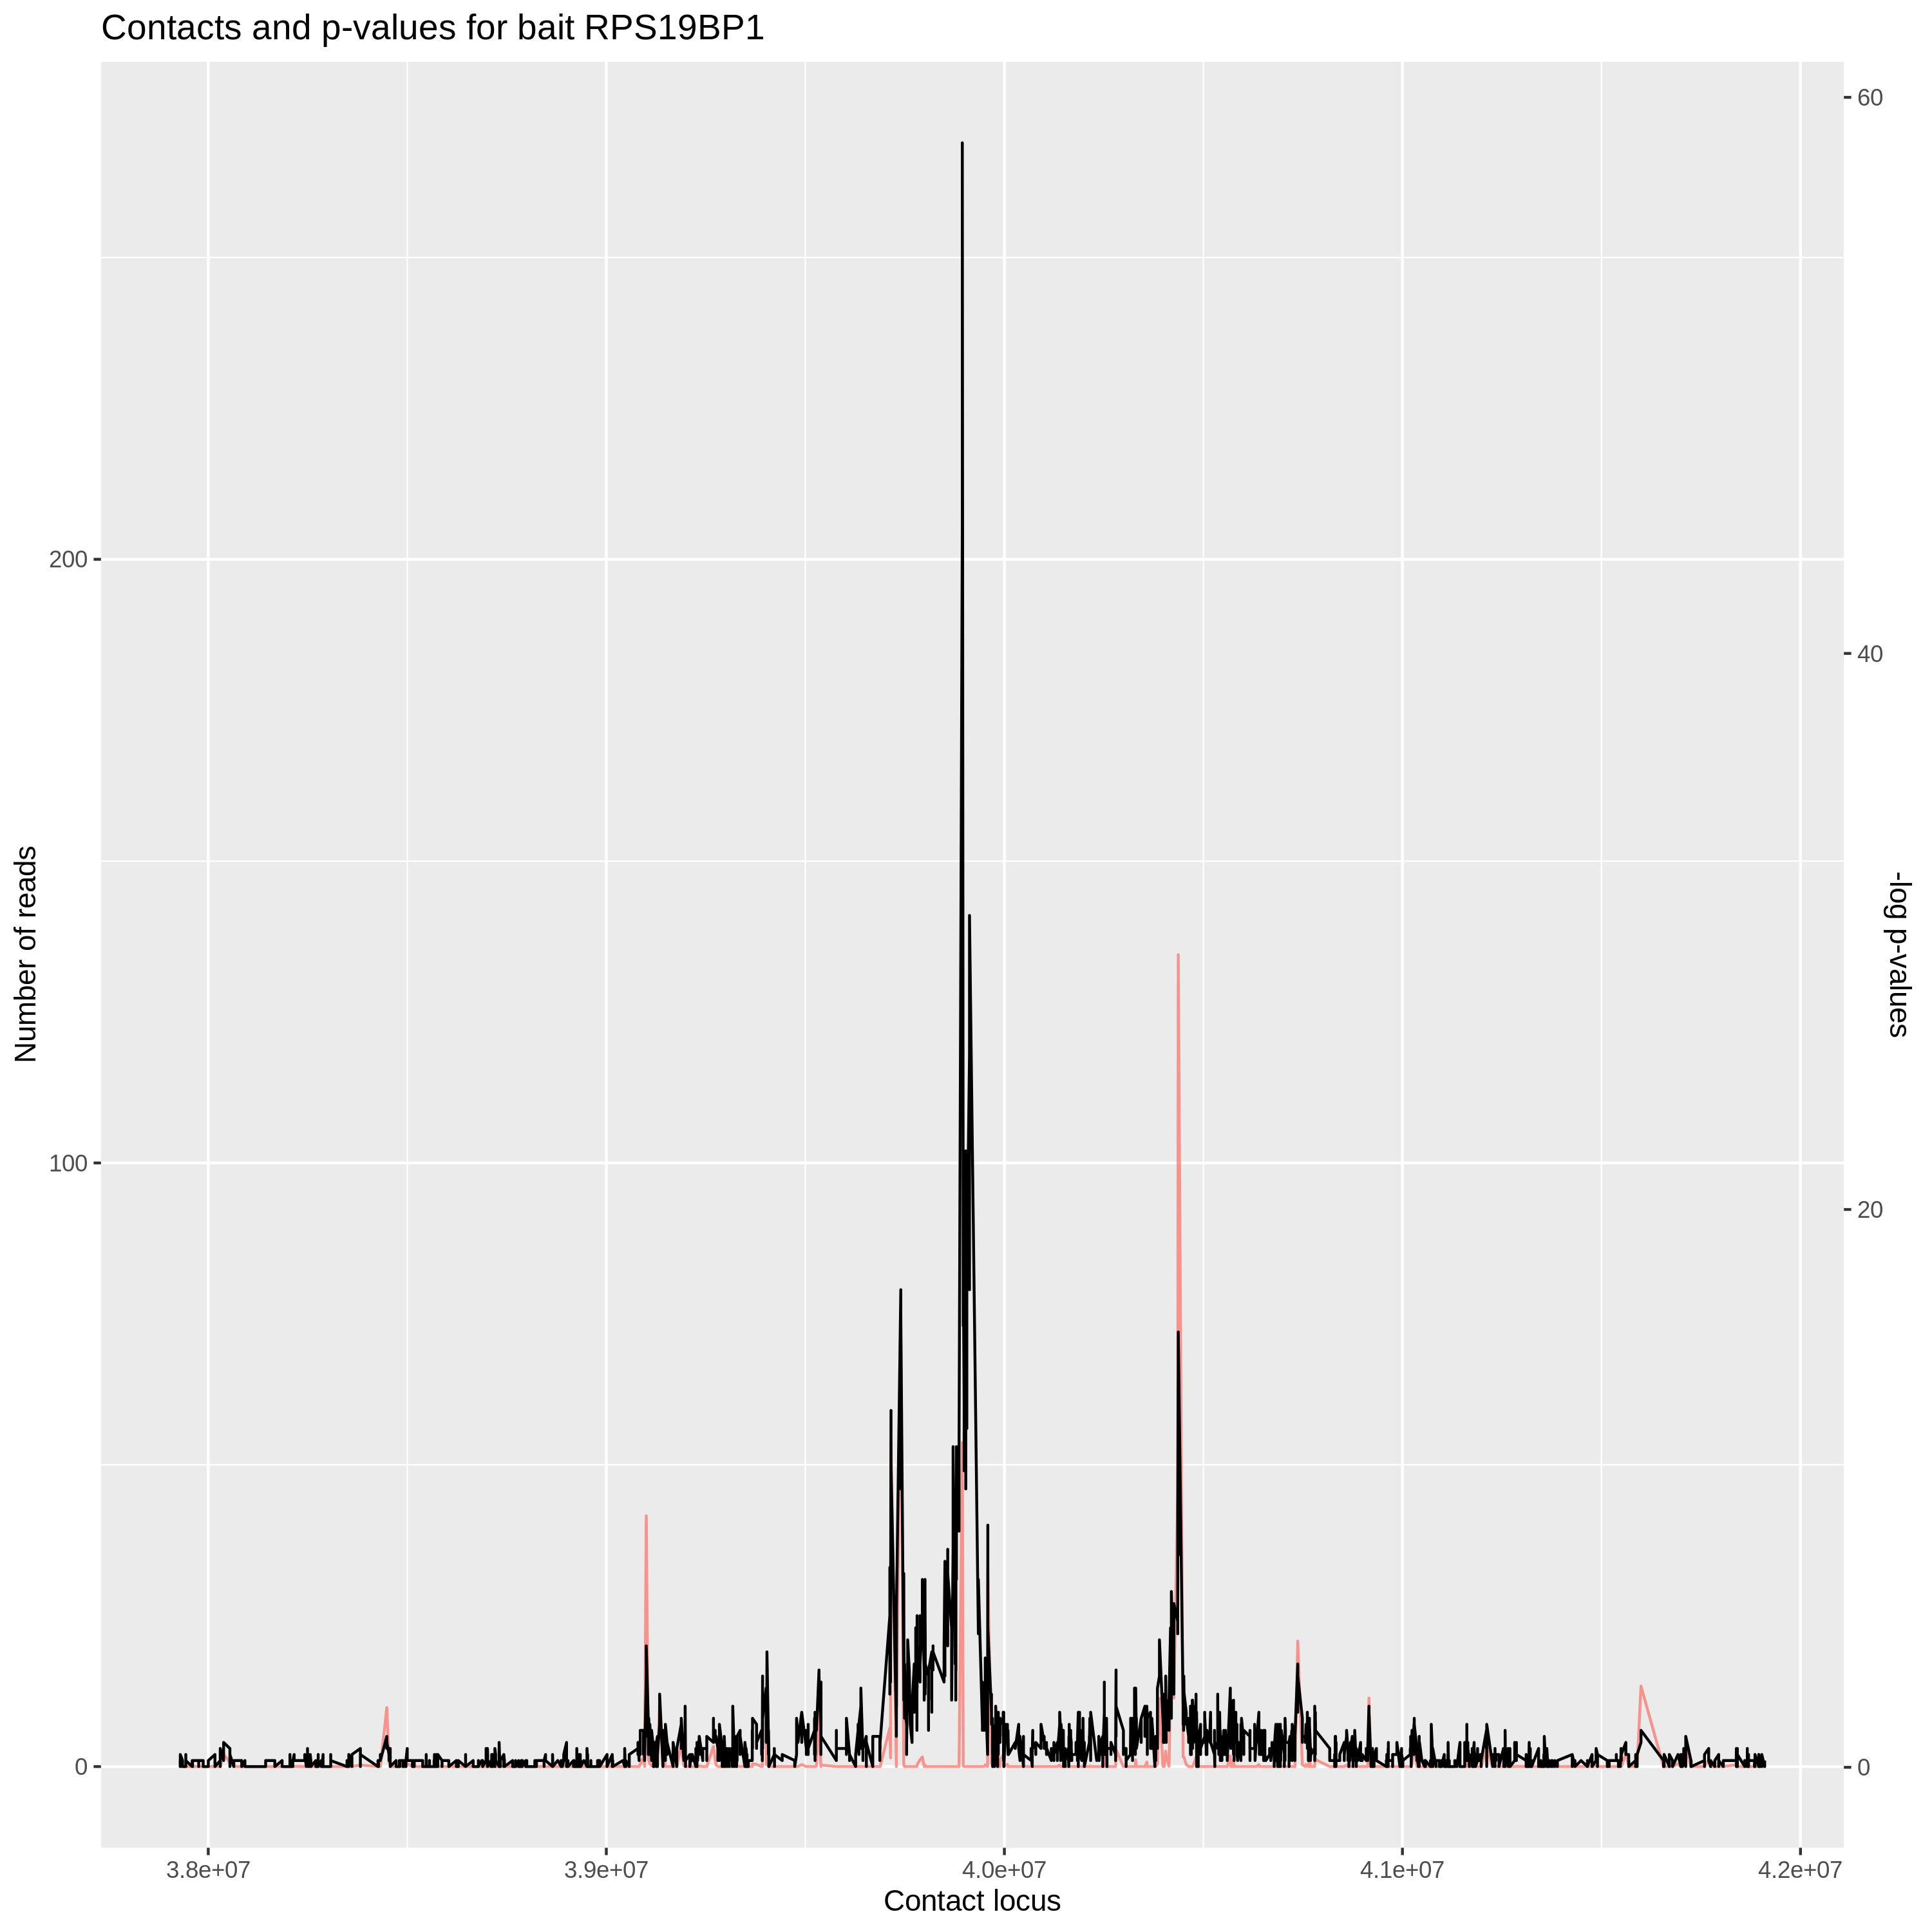 Contacts and p-values for bait RPS19BP1
60
200
40
Number of reads
-log p-values
100
20
0
0
3.8e+07
3.9e+07
4.0e+07
4.1e+07
4.2e+07
Contact locus